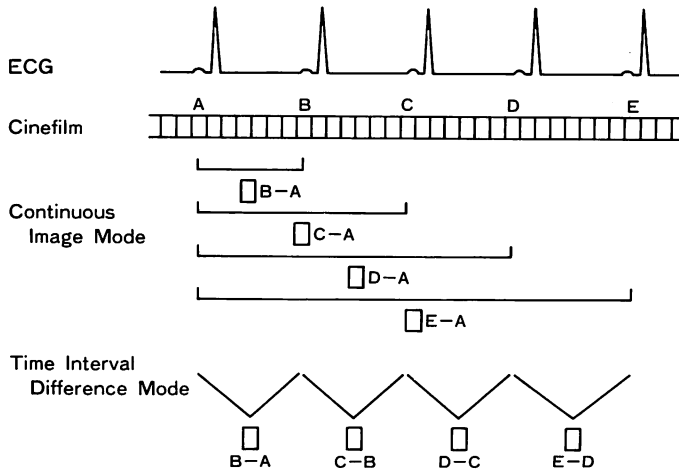 ECG
A B C D E
Cinefilm
B–A
Continuous
Image Mode
C–A
D–A
E–A
Time Interval
Difference Mode
B–A C–B D–C E–D